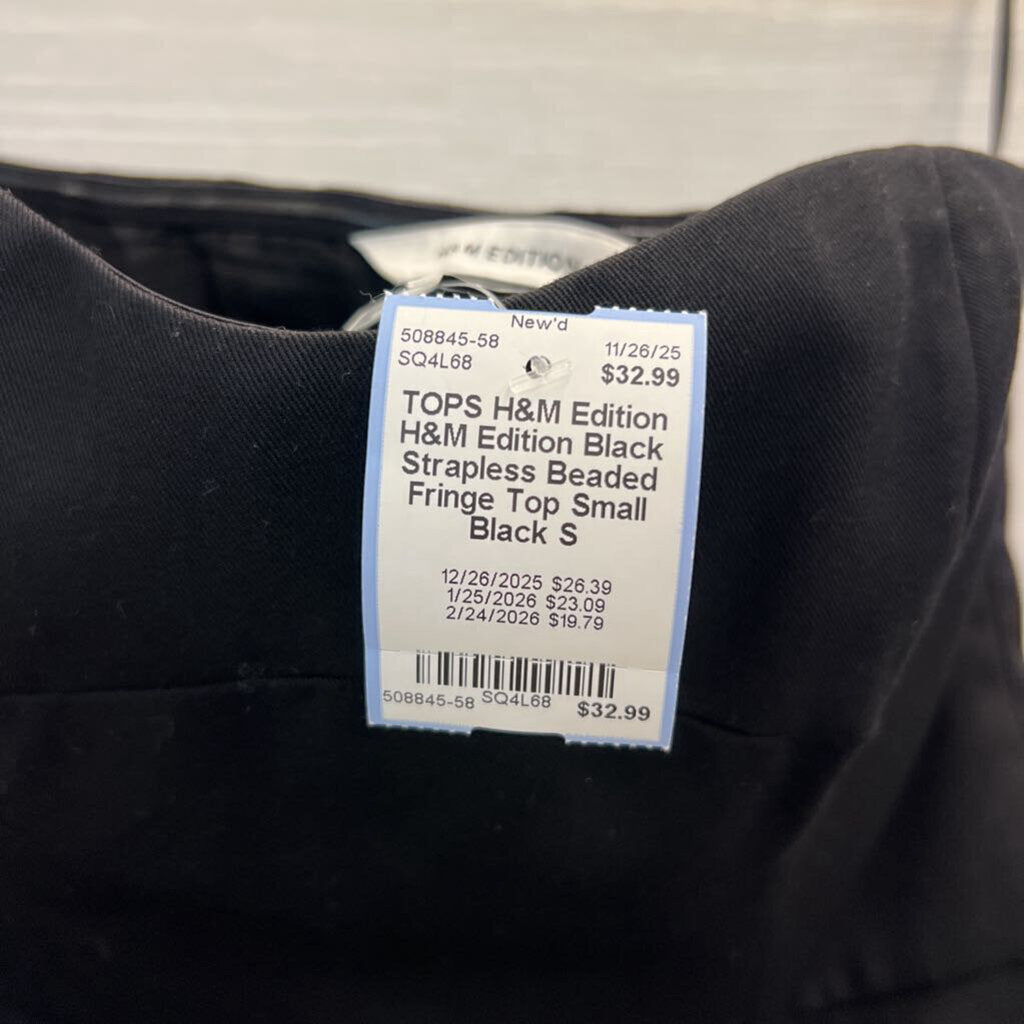 H&M EDITION
New'd
508845-58 11/26/25
SQ4L68 $32.99
TOPS H&M Edition
H&M Edition Black
Strapless Beaded
Fringe Top Small
Black S
12/26/2025 $26.39
1/25/2026 $23.09
2/24/2026 $19.79
508845-58 SQ4L68 $32.99